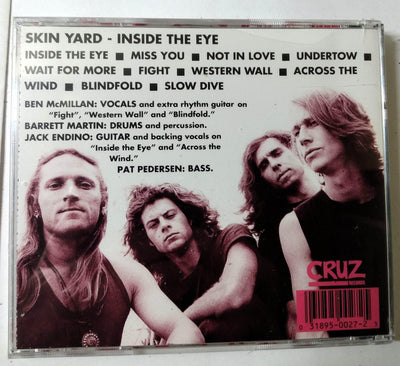 SKIN YARD - INSIDE THE EYE
INSIDE THE EYE ■ MISS YOU ■ NOT IN LOVE ■ UNDERTOW ■
WAIT FOR MORE ■ FIGHT ■ WESTERN WALL ■ ACROSS THE
WIND ■ BLINDFOLD ■ SLOW DIVE
BEN McMILLAN: VOCALS and extra rhythm guitar on
"Fight", "Western Wall" and "Blindfold."
BARRETT MARTIN: DRUMS and percussion.
JACK ENDINO: GUITAR and backing vocals on
"Inside the Eye" and "Across the
Wind."
PAT PEDERSEN: BASS.
CRUZ
RECORDS
0 18895-0027-2